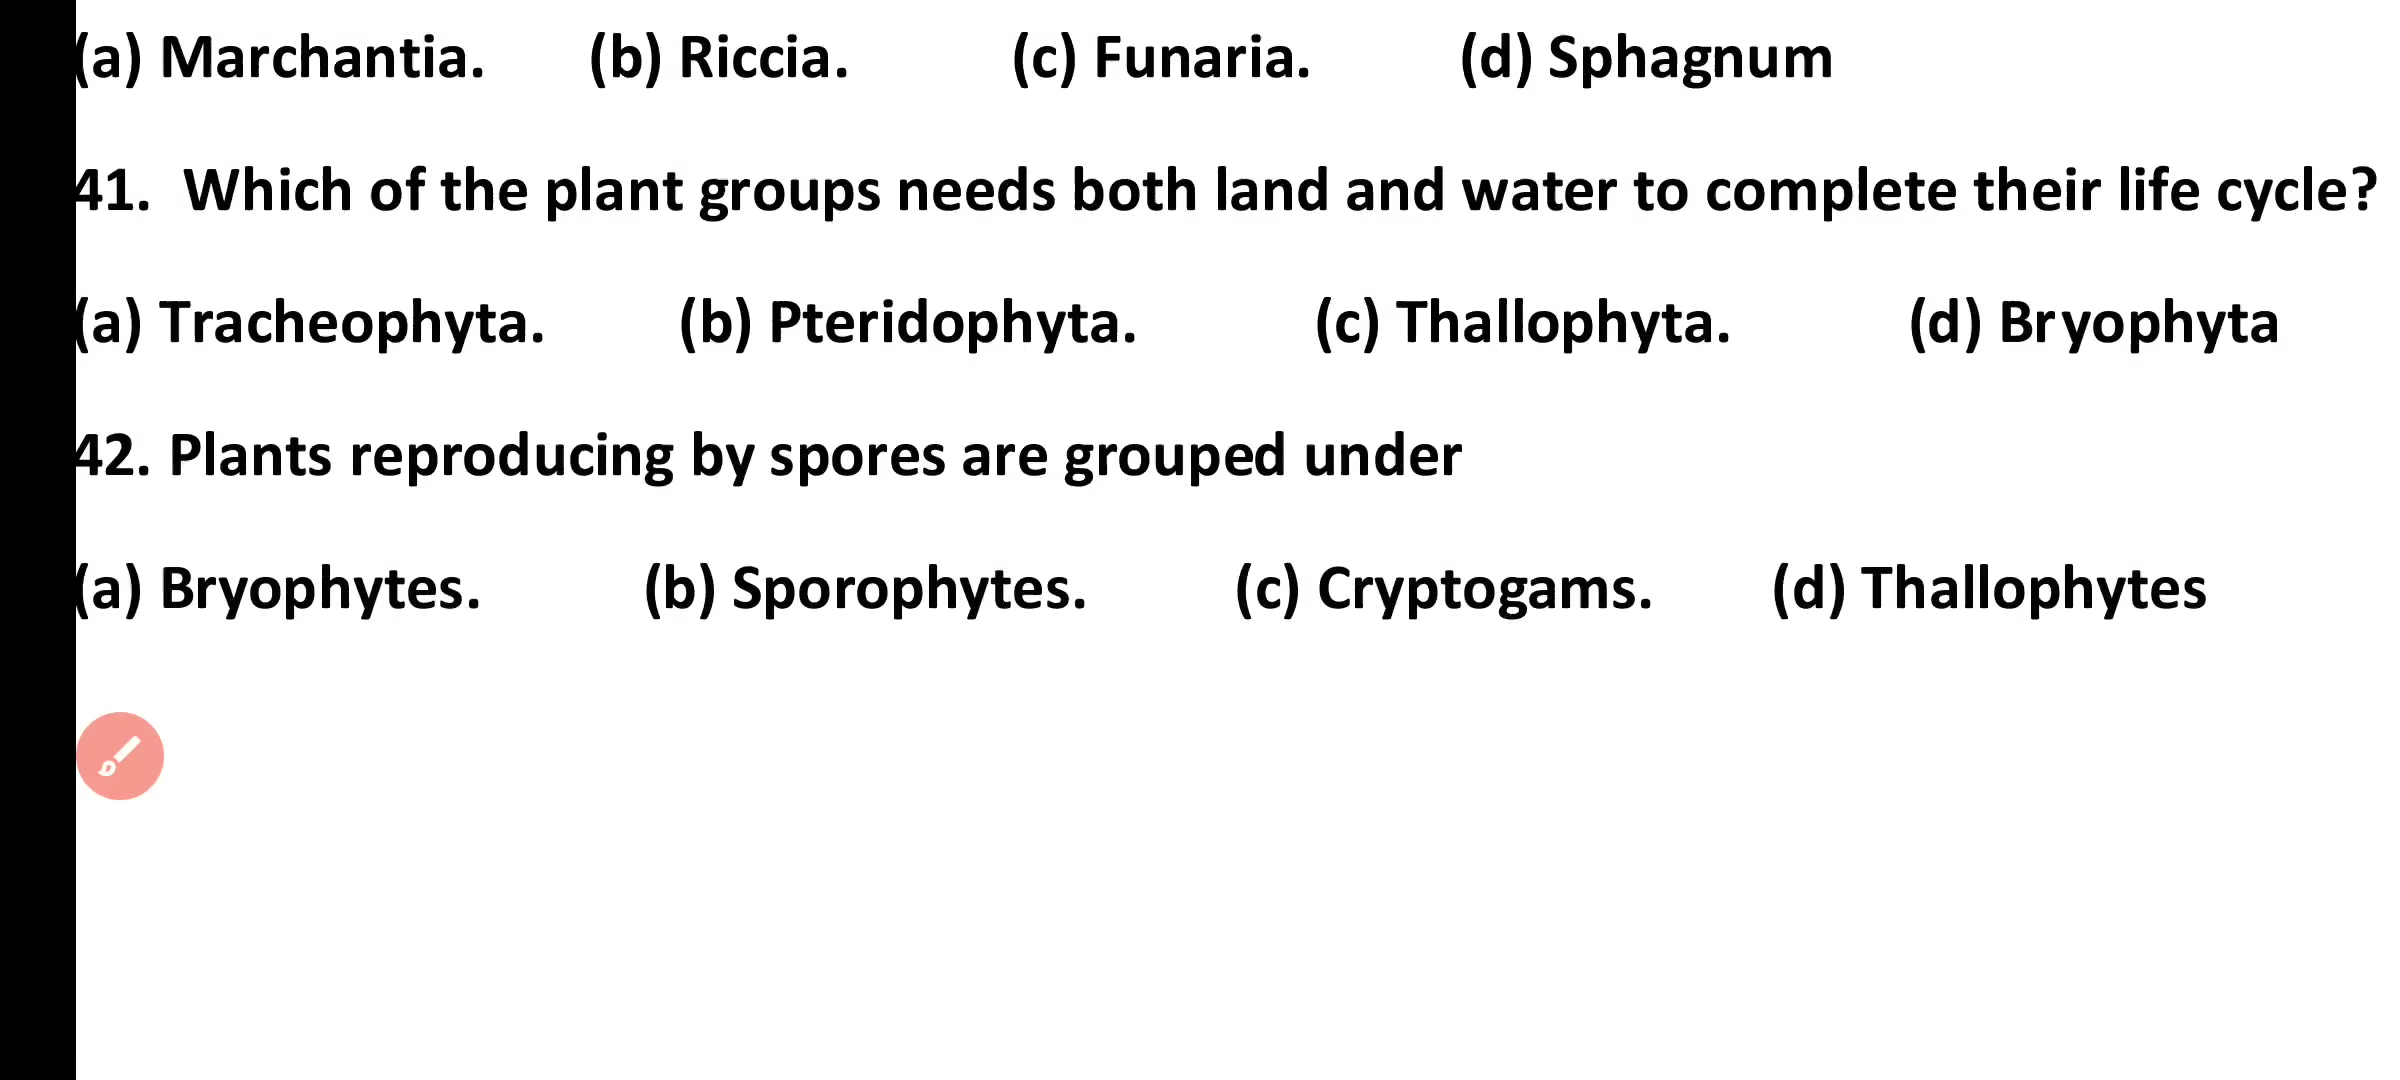 (a) Marchantia. (b) Riccia. (c) Funaria. (d) Sphagnum
41. Which of the plant groups needs both land and water to complete their life cycle?
(a) Tracheophyta. (b) Pteridophyta. (c) Thallophyta. (d) Bryophyta
42. Plants reproducing by spores are grouped under
(a) Bryophytes. (b) Sporophytes. (c) Cryptogams. (d) Thallophytes